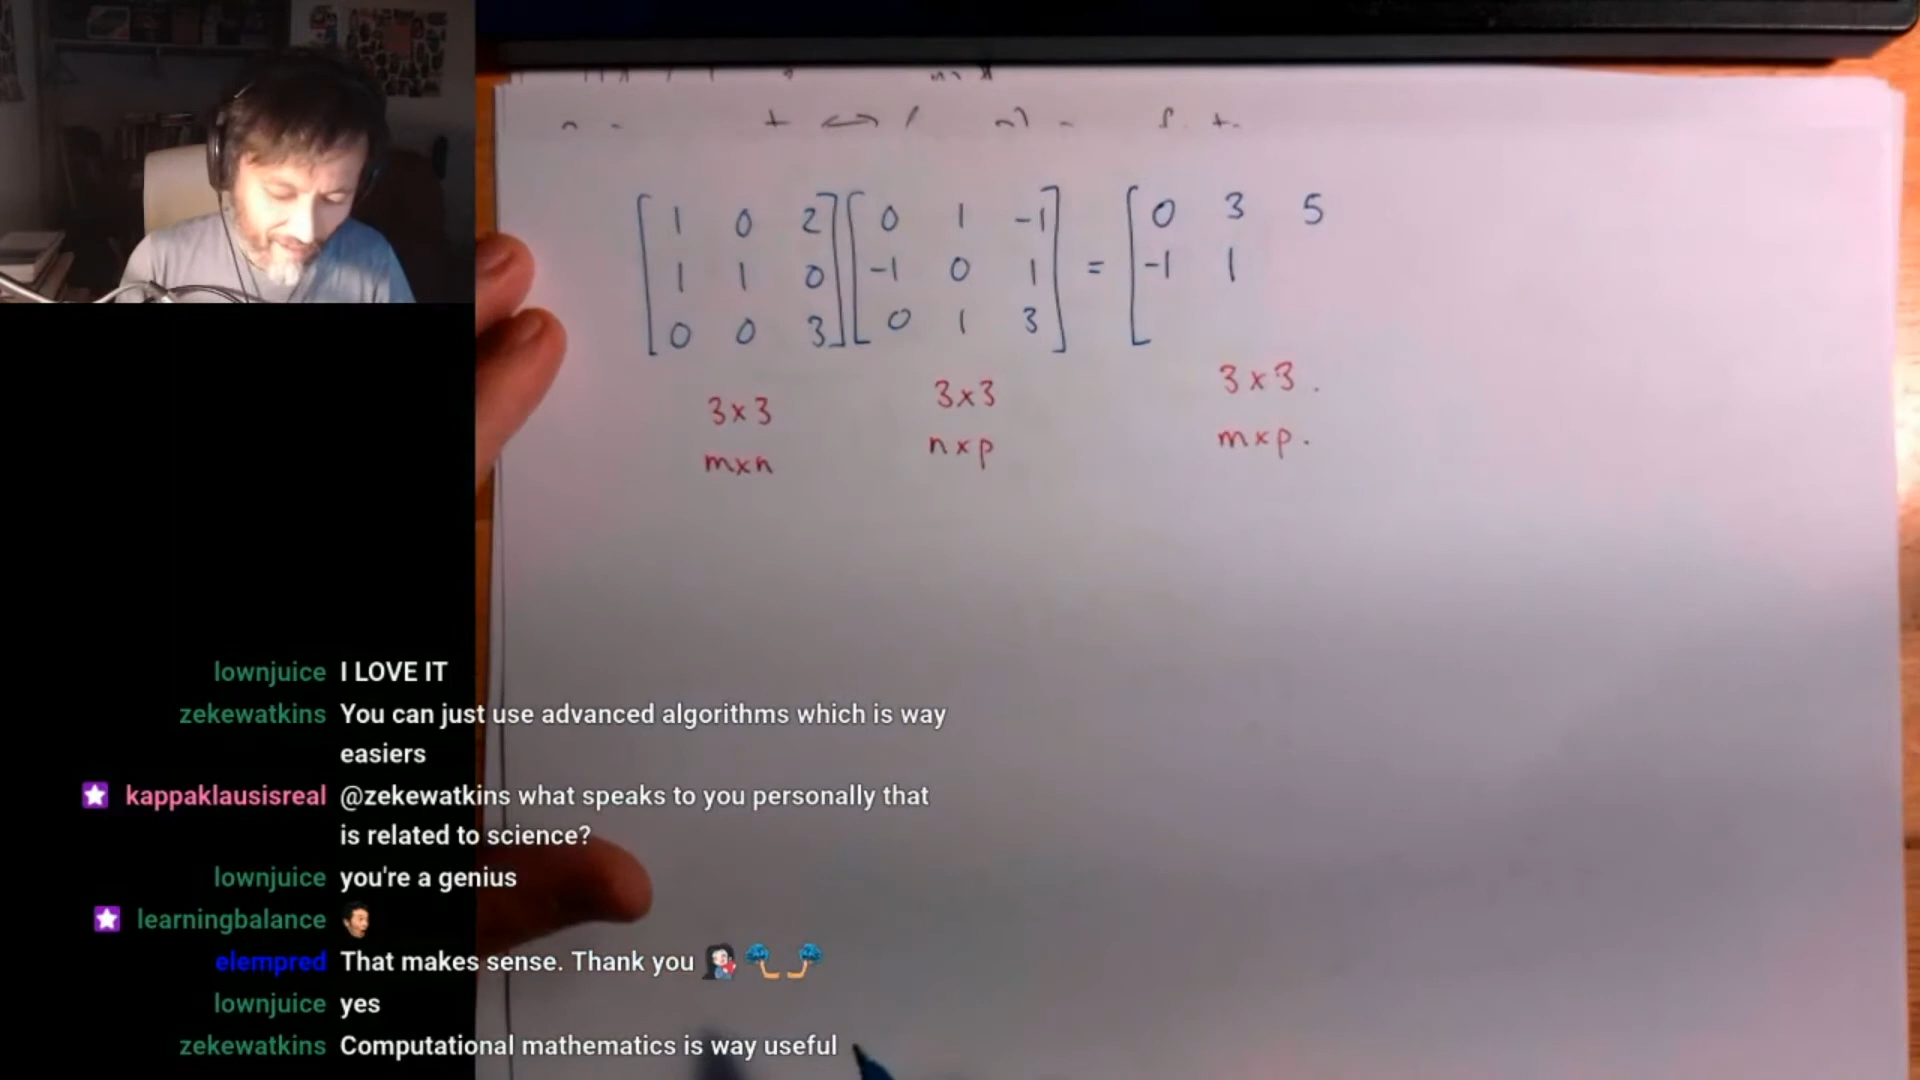 [1 0 2] [0 1 -1] = [0 3 5
[1 1 0] [-1 0 1] [-1 1
[0 0 3] [0 1 3] [
3x3 3x3 3x3.
mxn nxp mxp.
lownjuice I LOVE IT
zekewatkins You can just use advanced algorithms which is way
easiers
kappaklausisreal @zekewatkins what speaks to you personally that
is related to science?
lownjuice you're a genius
learningbalance
elempred That makes sense. Thank you
lownjuice yes
zekewatkins Computational mathematics is way useful